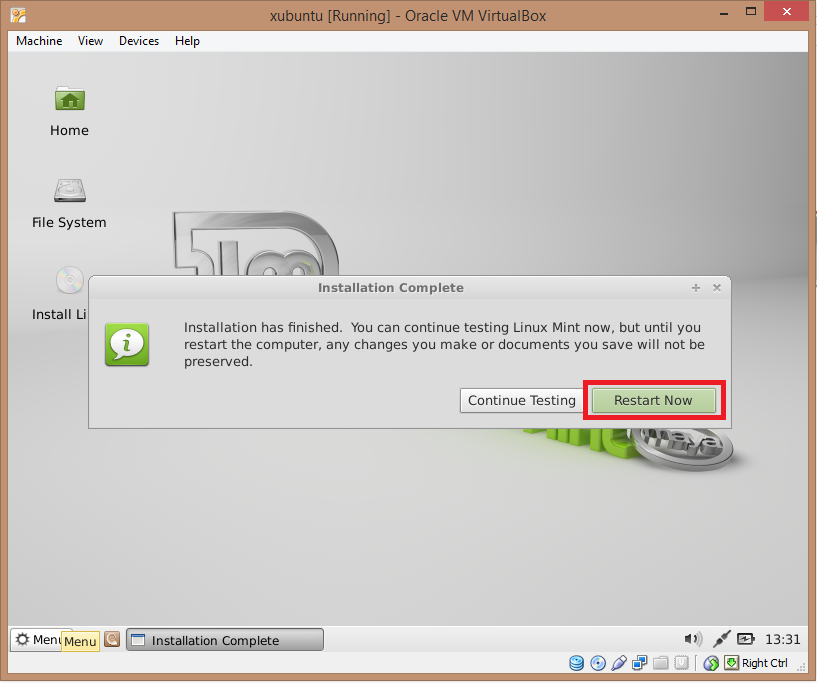 xubuntu [Running] - Oracle VM VirtualBox
Machine View Devices Help
Home
File System
Install Li
Installation Complete
Installation has finished. You can continue testing Linux Mint now, but until you
restart the computer, any changes you make or documents you save will not be
preserved.
Continue Testing Restart Now
maya
Menu Menu Installation Complete 13:31
Right Ctrl